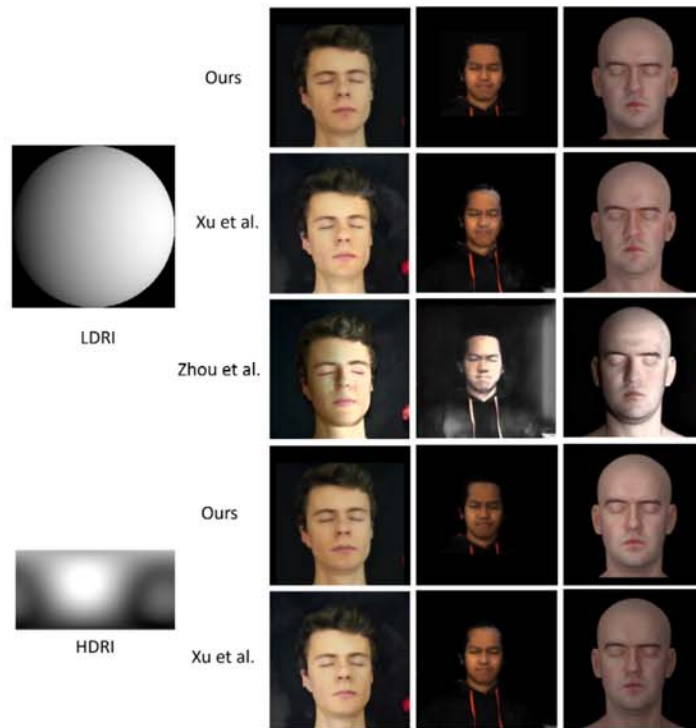 Ours
Xu et al.
LDRI
Zhou et al.
Ours
HDRI
Xu et al.